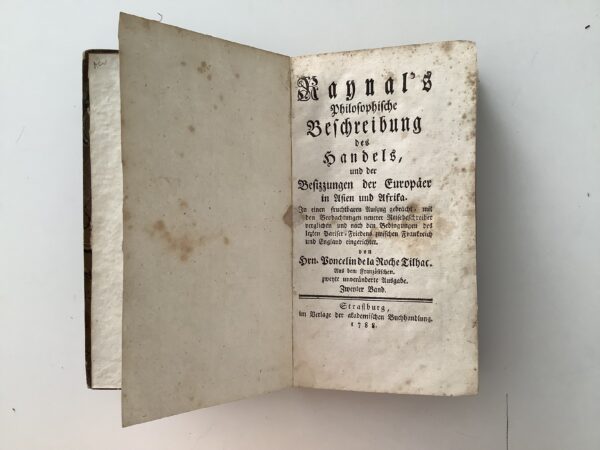 Raynal's
Philosophische
Beschreibung
des
Handels,
und der
Besizzungen der Europäer
in Asien und Afrika.
In einen fruchtbaren Auszug gebracht, mit
den Beobachtungen neuerer Reisebeschreiber
verglichen und nach den Bedingungen des
lezten Pariser-Friedens zwischen Frankreich
und England eingerichtet.
von
Hrn. Poncelin de la Roche Tilhac.
Aus dem französischen.
zweyte unveränderte Ausgabe.
Zweyter Band.
Straßburg,
im Verlage der akademischen Buchhandlung.
1788.